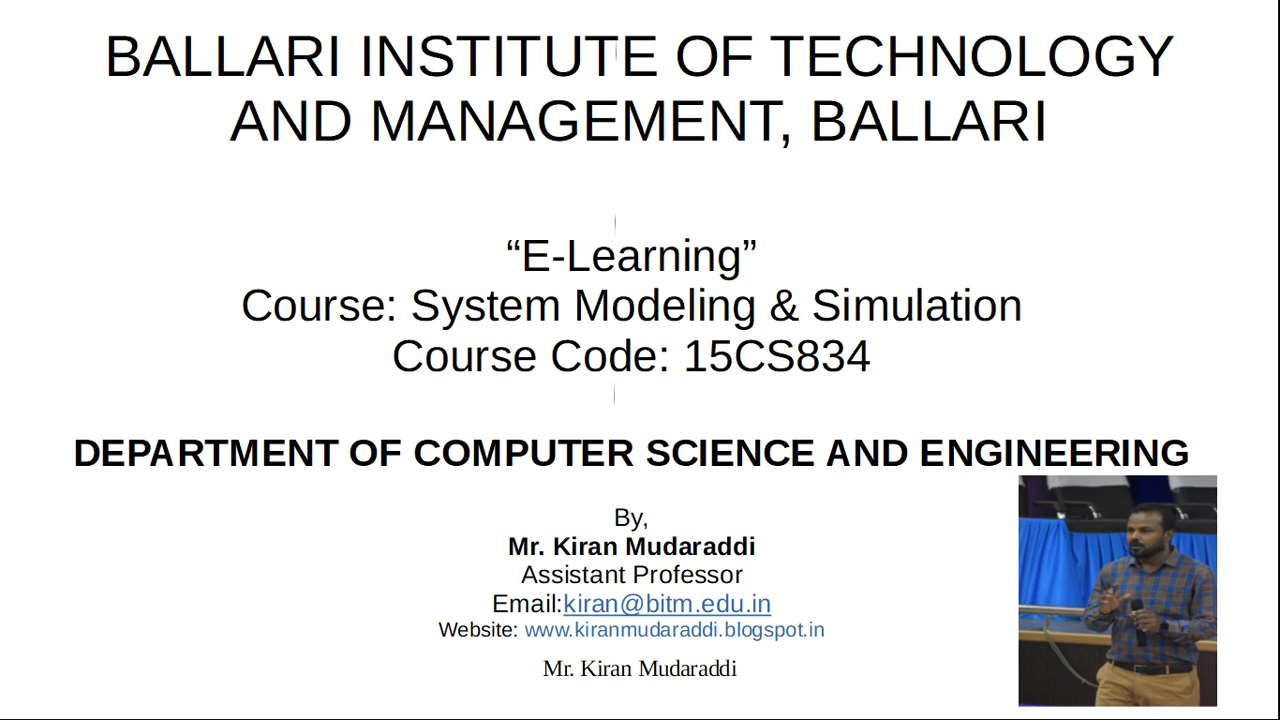 BALLARI INSTITUTE OF TECHNOLOGY
AND MANAGEMENT, BALLARI
“E-Learning”
Course: System Modeling & Simulation
Course Code: 15CS834
DEPARTMENT OF COMPUTER SCIENCE AND ENGINEERING
By,
Mr. Kiran Mudaraddi
Assistant Professor
Email:kiran@bitm.edu.in
Website: www.kiranmudaraddi.blogspot.in
Mr. Kiran Mudaraddi